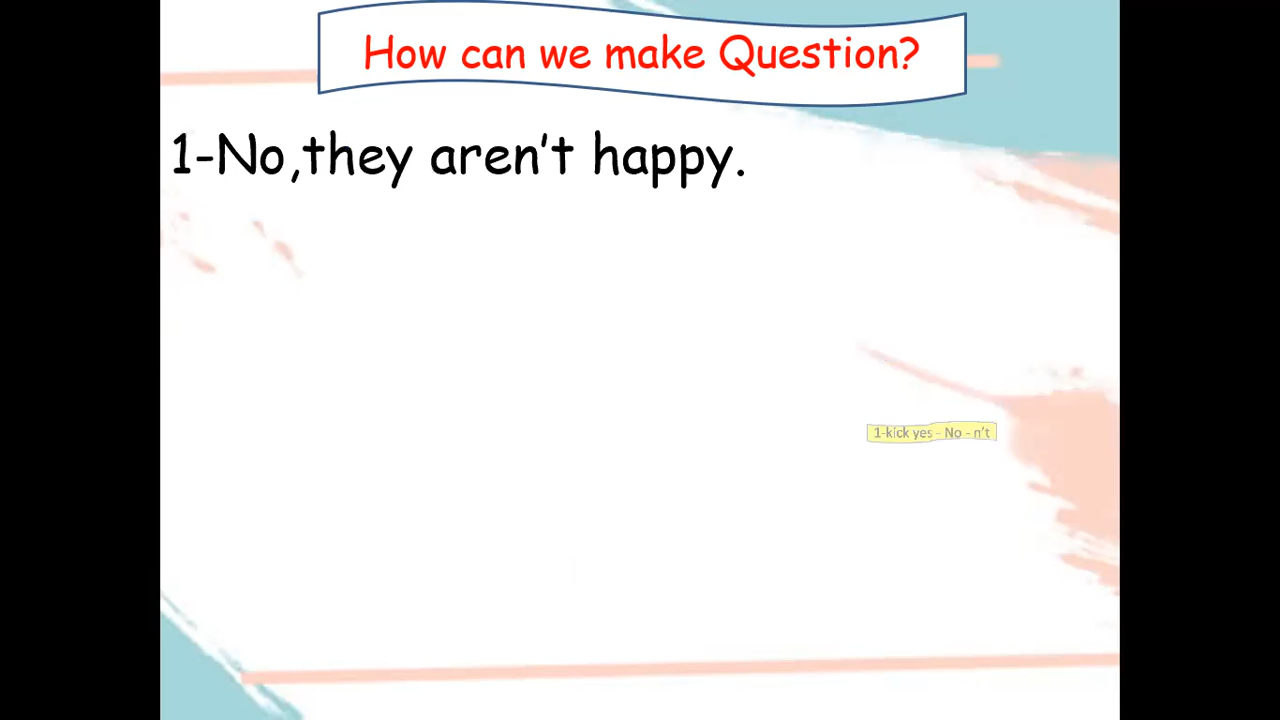 How can we make Question?
1-No,they aren't happy.
1-kick yes - No - n't